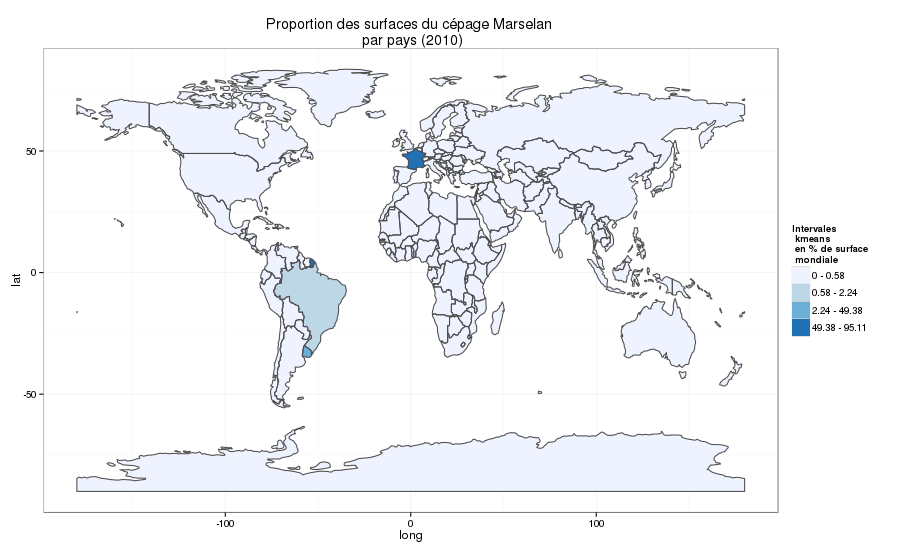 Proportion des surfaces du cépage Marselan
par pays (2010)
50
0
-50
lat
-100
0
100
long
Intervales
kmeans
en % de surface
mondiale
0 - 0.58
0.58 - 2.24
2.24 - 49.38
49.38 - 95.11